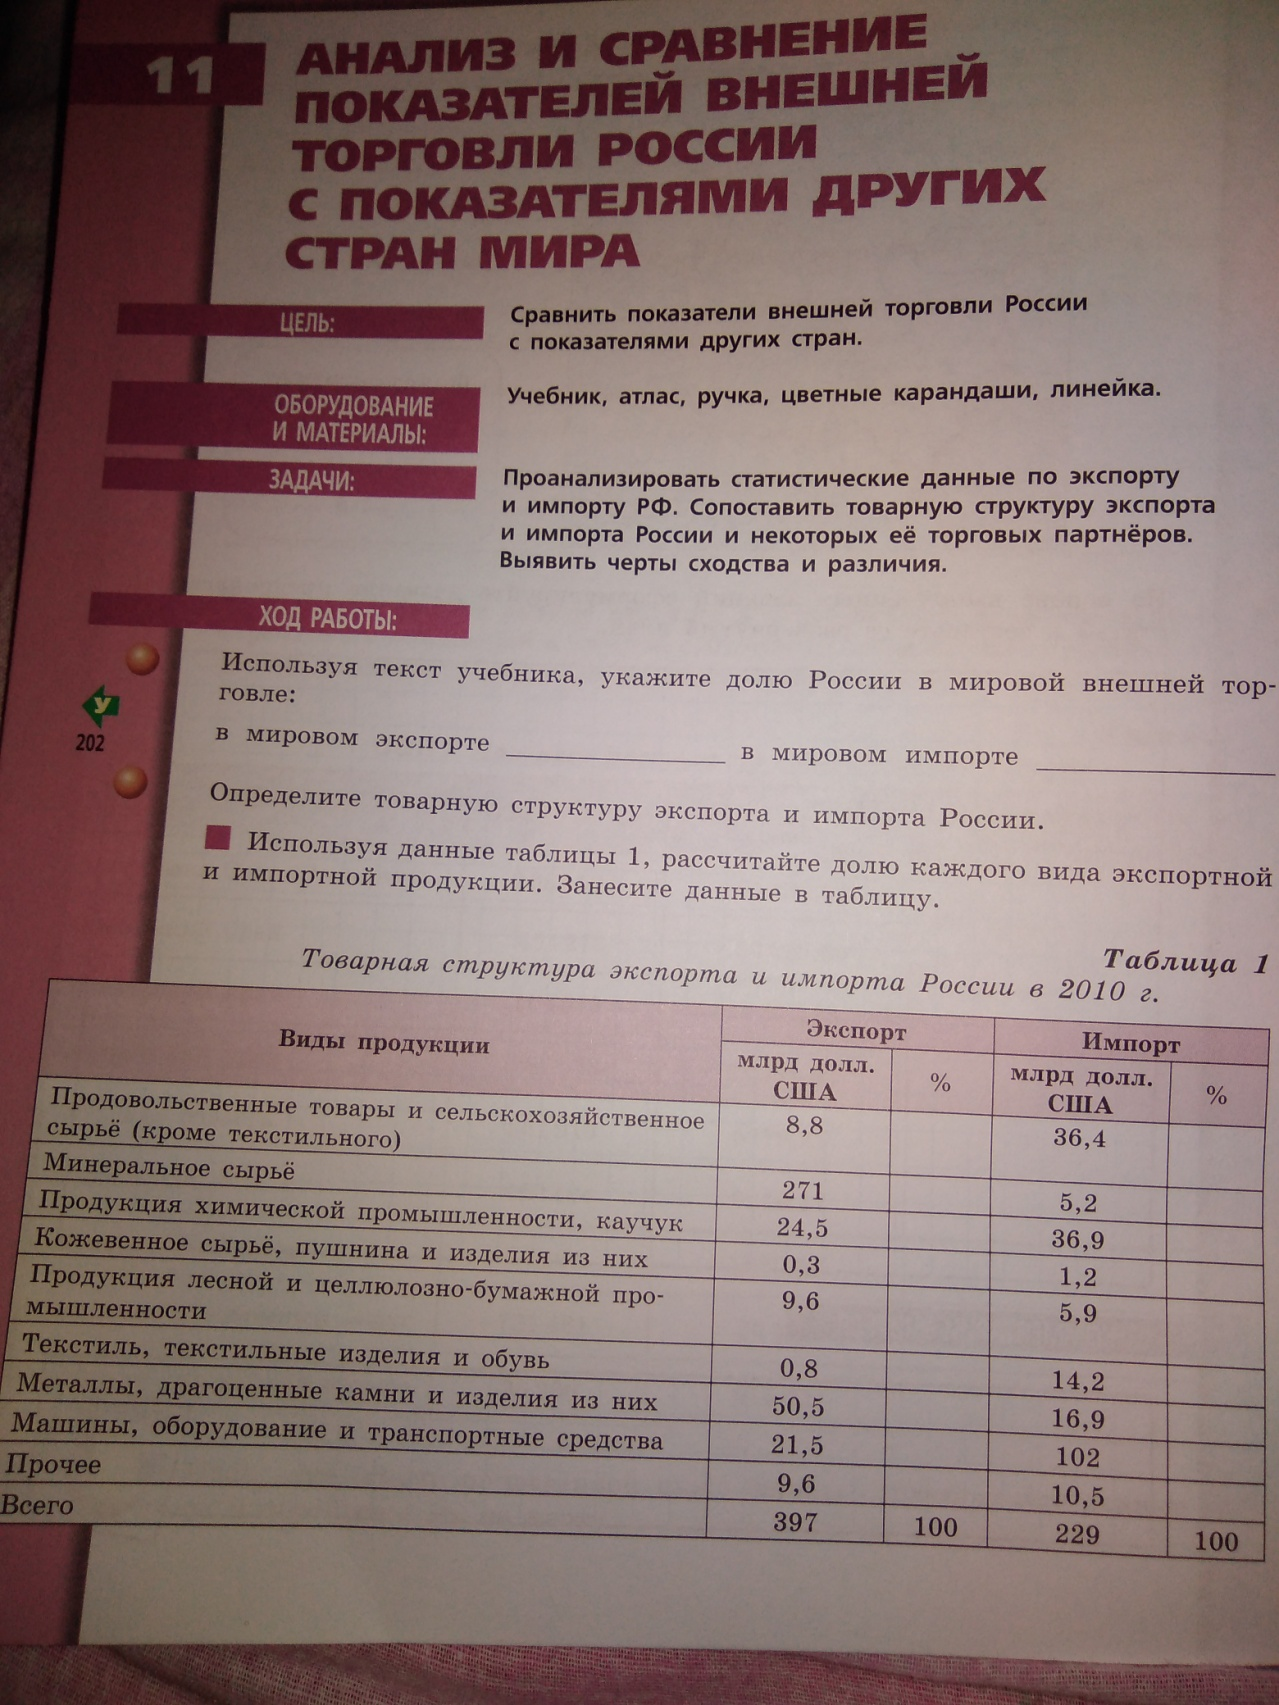 11
АНАЛИЗ И СРАВНЕНИЕ
ПОКАЗАТЕЛЕЙ ВНЕШНЕЙ
ТОРГОВЛИ РОССИИ
С ПОКАЗАТЕЛЯМИ ДРУГИХ
СТРАН МИРА
ЦЕЛЬ:
Сравнить показатели внешней торговли России
с показателями других стран.
ОБОРУДОВАНИЕ
И МАТЕРИАЛЫ:
Учебник, атлас, ручка, цветные карандаши, линейка.
ЗАДАЧИ:
Проанализировать статистические данные по экспорту
и импорту РФ. Сопоставить товарную структуру экспорта
и импорта России и некоторых её торговых партнёров.
Выявить черты сходства и различия.
ХОД РАБОТЫ:
Используя текст учебника, укажите долю России в мировой внешней тор-
говле:
У
202
в мировом экспорте ____________ в мировом импорте ____________
Определите товарную структуру экспорта и импорта России.
Используя данные таблицы 1, рассчитайте долю каждого вида экспортной
и импортной продукции. Занесите данные в таблицу.
Таблица 1
Товарная структура экспорта и импорта России в 2010 г.
Виды продукции Экспорт Импорт
млрд долл. США % млрд долл. США %
Продовольственные товары и сельскохозяйственное
сырьё (кроме текстильного) 8,8 36,4
Минеральное сырьё 271 5,2
Продукция химической промышленности, каучук 24,5 36,9
Кожевенное сырьё, пушнина и изделия из них 0,3 1,2
Продукция лесной и целлюлозно-бумажной про-
мышленности 9,6 5,9
Текстиль, текстильные изделия и обувь 0,8 14,2
Металлы, драгоценные камни и изделия из них 50,5 16,9
Машины, оборудование и транспортные средства 21,5 102
Прочее 9,6 10,5
Всего 397 100 229 100